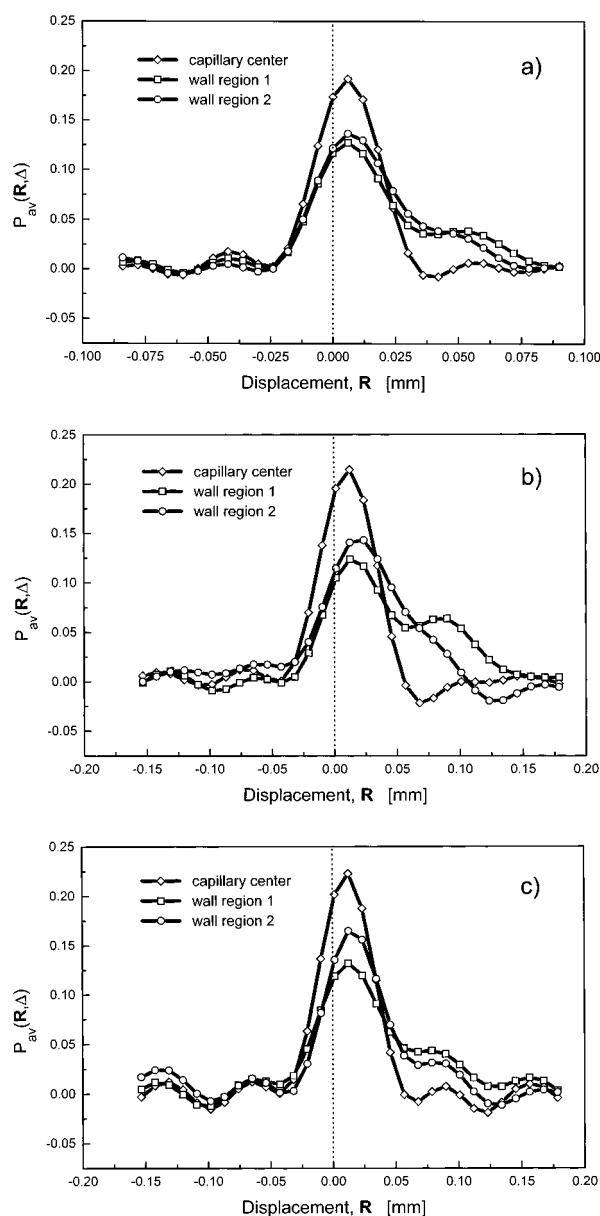 0.25
0.20
0.15
0.10
0.05
0.00
-0.05
P_av(R,Δ)
capillary center
wall region 1
wall region 2
a)
-0.100 -0.075 -0.050 -0.025 0.000 0.025 0.050 0.075 0.100
Displacement, R [mm]
0.25
0.20
0.15
0.10
0.05
0.00
-0.05
P_av(R,Δ)
capillary center
wall region 1
wall region 2
b)
-0.20 -0.15 -0.10 -0.05 0.00 0.05 0.10 0.15 0.20
Displacement, R [mm]
0.25
0.20
0.15
0.10
0.05
0.00
-0.05
P_av(R,Δ)
capillary center
wall region 1
wall region 2
c)
-0.20 -0.15 -0.10 -0.05 0.00 0.05 0.10 0.15 0.20
Displacement, R [mm]